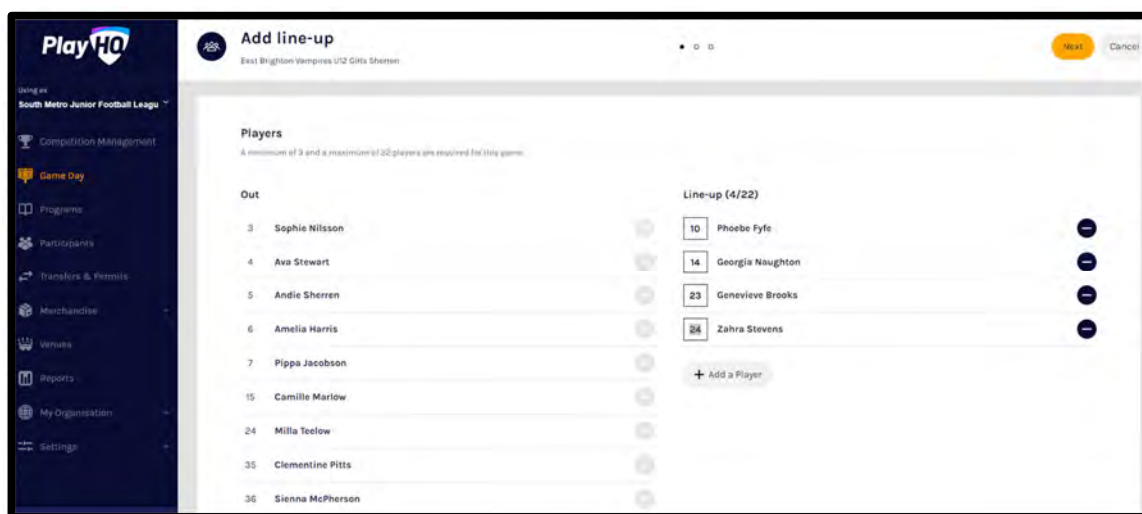 PlayHQ
Add line-up
East Brighton Vampires U12 Girls Sherren
Next
Cancel
Using as
South Metro Junior Football Leagu
Competition Management
Game Day
Programs
Participants
Transfers & Permits
Merchandise
Venues
Reports
My Organisation
Settings
Players
A minimum of 3 and a maximum of 22 players are required for this game.
Out
3 Sophie Nilsson
4 Ava Stewart
5 Andie Sherren
6 Amelia Harris
7 Pippa Jacobson
15 Camille Marlow
24 Milla Teelow
35 Clementine Pitts
36 Sienna McPherson
Line-up (4/22)
10 Phoebe Fyfe
14 Georgia Naughton
23 Genevieve Brooks
24 Zahra Stevens
+ Add a Player